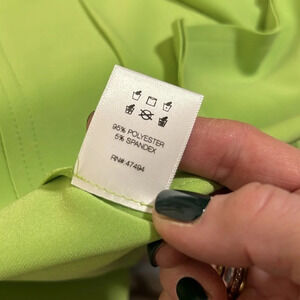 95% POLYESTER
5% SPANDEX
RN# 47494